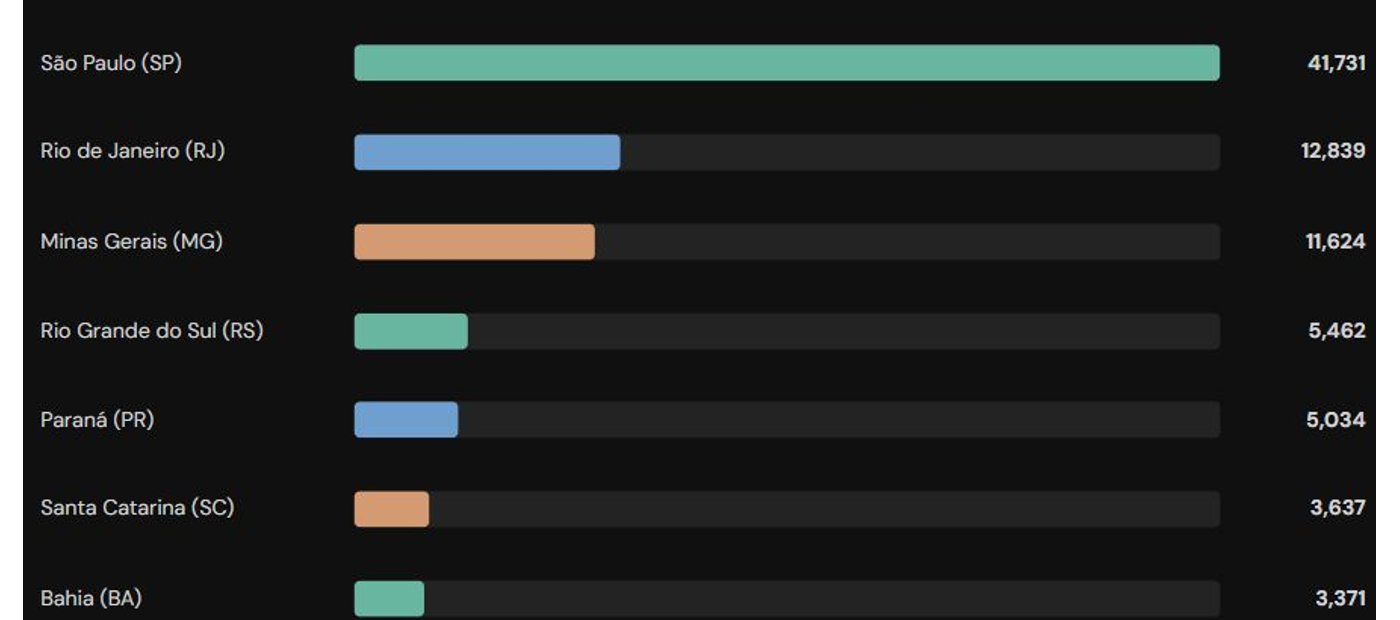 São Paulo (SP) 41,731
Rio de Janeiro (RJ) 12,839
Minas Gerais (MG) 11,624
Rio Grande do Sul (RS) 5,462
Paraná (PR) 5,034
Santa Catarina (SC) 3,637
Bahia (BA) 3,371